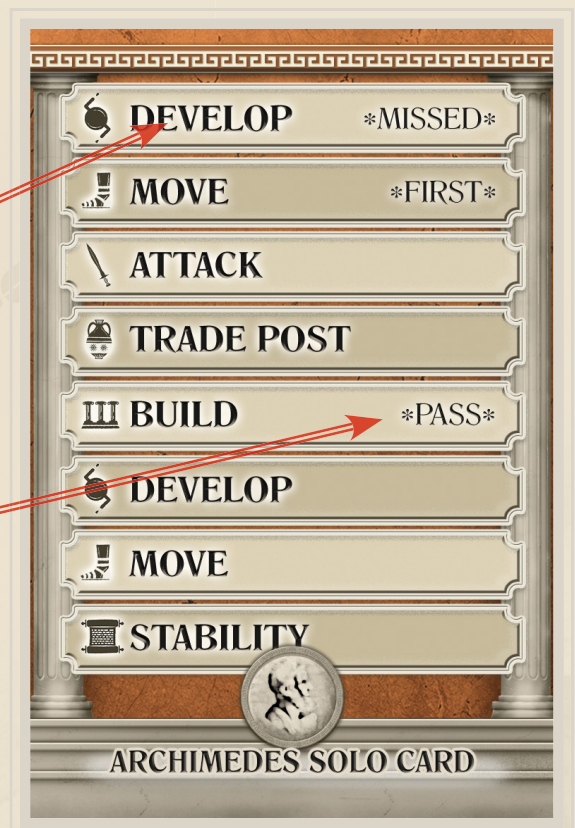 DEVELOP *MISSED*
MOVE *FIRST*
ATTACK
TRADE POST
BUILD *PASS*
DEVELOP
MOVE
STABILITY
ARCHIMEDES SOLO CARD